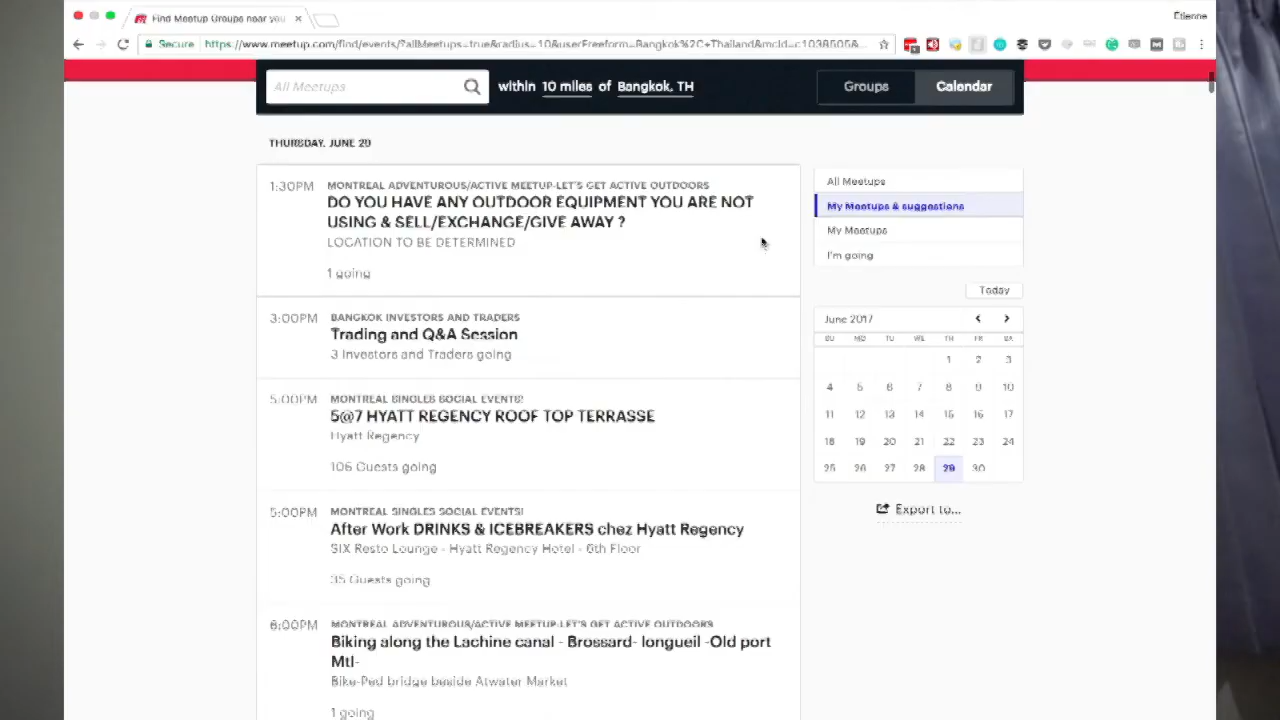 Find Meetup Groups near you
Etienne
Secure https://www.meetup.com/find/events/?allMeetups=true&radius=10&userFreeform=Bangkok%2C+Thailand&mcId=c1038505&...
All Meetups within 10 miles of Bangkok, TH Groups Calendar
THURSDAY, JUNE 29
1:30PM MONTREAL ADVENTUROUS/ACTIVE MEETUP-LET'S GET ACTIVE OUTDOORS
DO YOU HAVE ANY OUTDOOR EQUIPMENT YOU ARE NOT
USING & SELL/EXCHANGE/GIVE AWAY ?
LOCATION TO BE DETERMINED
1 going
3:00PM BANGKOK INVESTORS AND TRADERS
Trading and Q&A Session
3 Investors and Traders going
5:00PM MONTREAL SINGLES SOCIAL EVENTS!
5@7 HYATT REGENCY ROOF TOP TERRASSE
Hyatt Regency
106 Guests going
5:00PM MONTREAL SINGLES SOCIAL EVENTS!
After Work DRINKS & ICEBREAKERS chez Hyatt Regency
SIX Resto Lounge - Hyatt Regency Hotel - 6th Floor
35 Guests going
6:00PM MONTREAL ADVENTUROUS/ACTIVE MEETUP-LET'S GET ACTIVE OUTDOORS
Biking along the Lachine canal - Brossard- longueil -Old port
Mtl-
Bike-Ped bridge beside Atwater Market
1 going
All Meetups
My Meetups & suggestions
My Meetups
I'm going
Today
June 2017
SU MO TU WE TH FR SA
1 2 3
4 5 6 7 8 9 10
11 12 13 14 15 16 17
18 19 20 21 22 23 24
25 26 27 28 29 30
Export to...